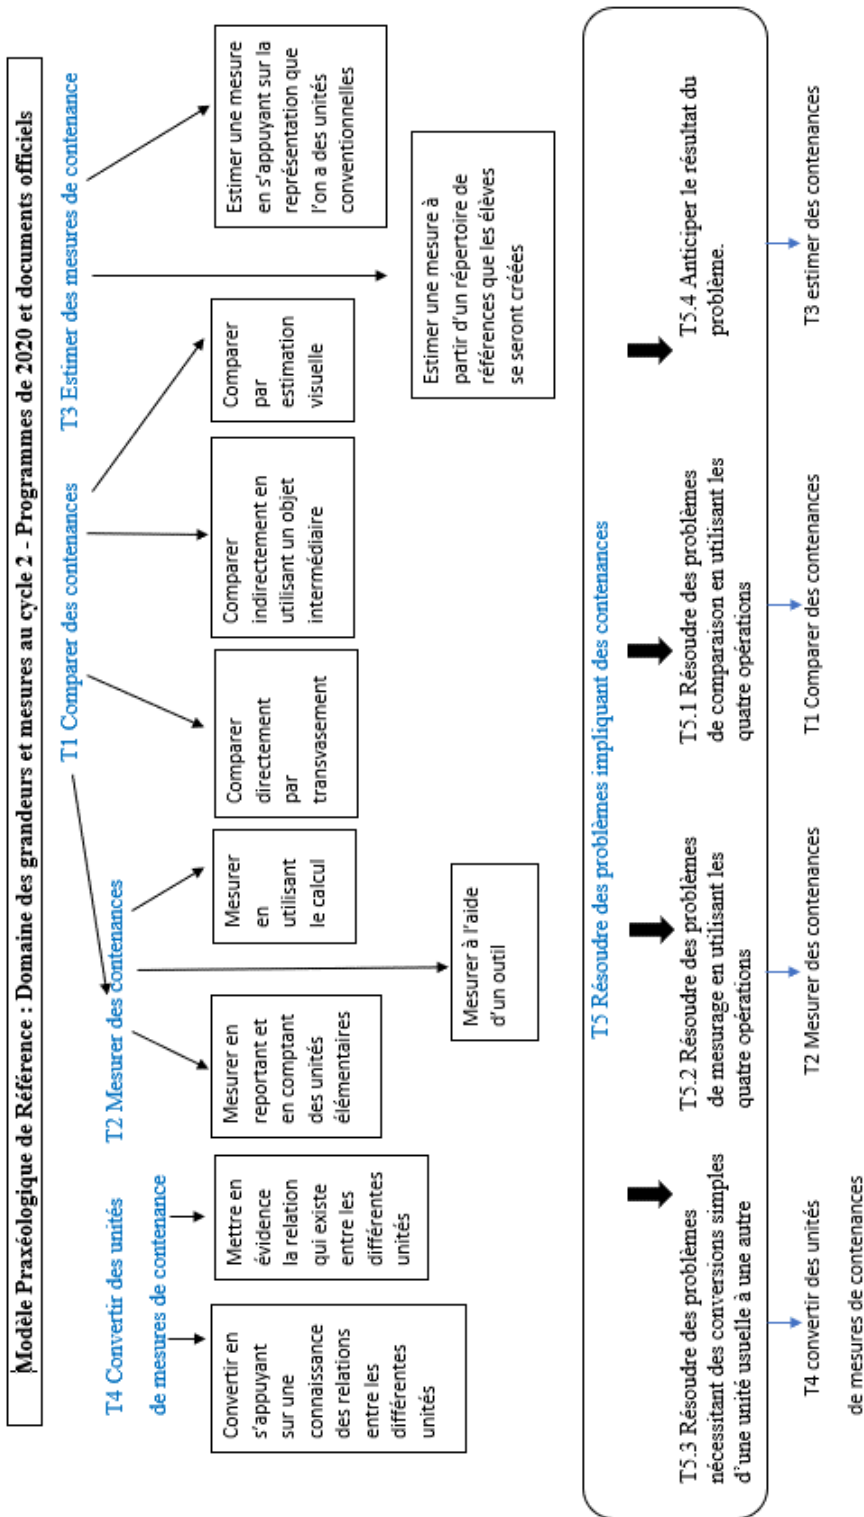 Modèle Praxéologique de Référence : Domaine des grandeurs et mesures au cycle 2 - Programmes de 2020 et documents officiels
T4 Convertir des unités
de mesures de contenance
T2 Mesurer des contenances
T1 Comparer des contenances
T3 Estimer des mesures de contenance
Convertir en
s'appuyant
sur une
connaissance
des relations
entre les
différentes
unités
Mettre en
évidence
la relation
qui existe
entre les
différentes
unités
Mesurer en
reportant et
en comptant
des unités
élémentaires
Mesurer
en
utilisant
le calcul
Comparer
directement
par
transvasement
Comparer
indirectement en
utilisant un objet
intermédiaire
Comparer
par
estimation
visuelle
Estimer une mesure
en s'appuyant sur la
représentation que
l'on a des unités
conventionnelles
Mesurer à l'aide
d'un outil
Estimer une mesure à
partir d'un répertoire de
références que les élèves
se seront créées
T5 Résoudre des problèmes impliquant des contenances
T5.3 Résoudre des problèmes
nécessitant des conversions simples
d'une unité usuelle à une autre
T5.2 Résoudre des problèmes
de mesurage en utilisant les
quatre opérations
T5.1 Résoudre des problèmes
de comparaison en utilisant les
quatre opérations
T5.4 Anticiper le résultat du
problème.
T4 convertir des unités
de mesures de contenance
T2 Mesurer des contenances
T1 Comparer des contenances
T3 estimer des contenances